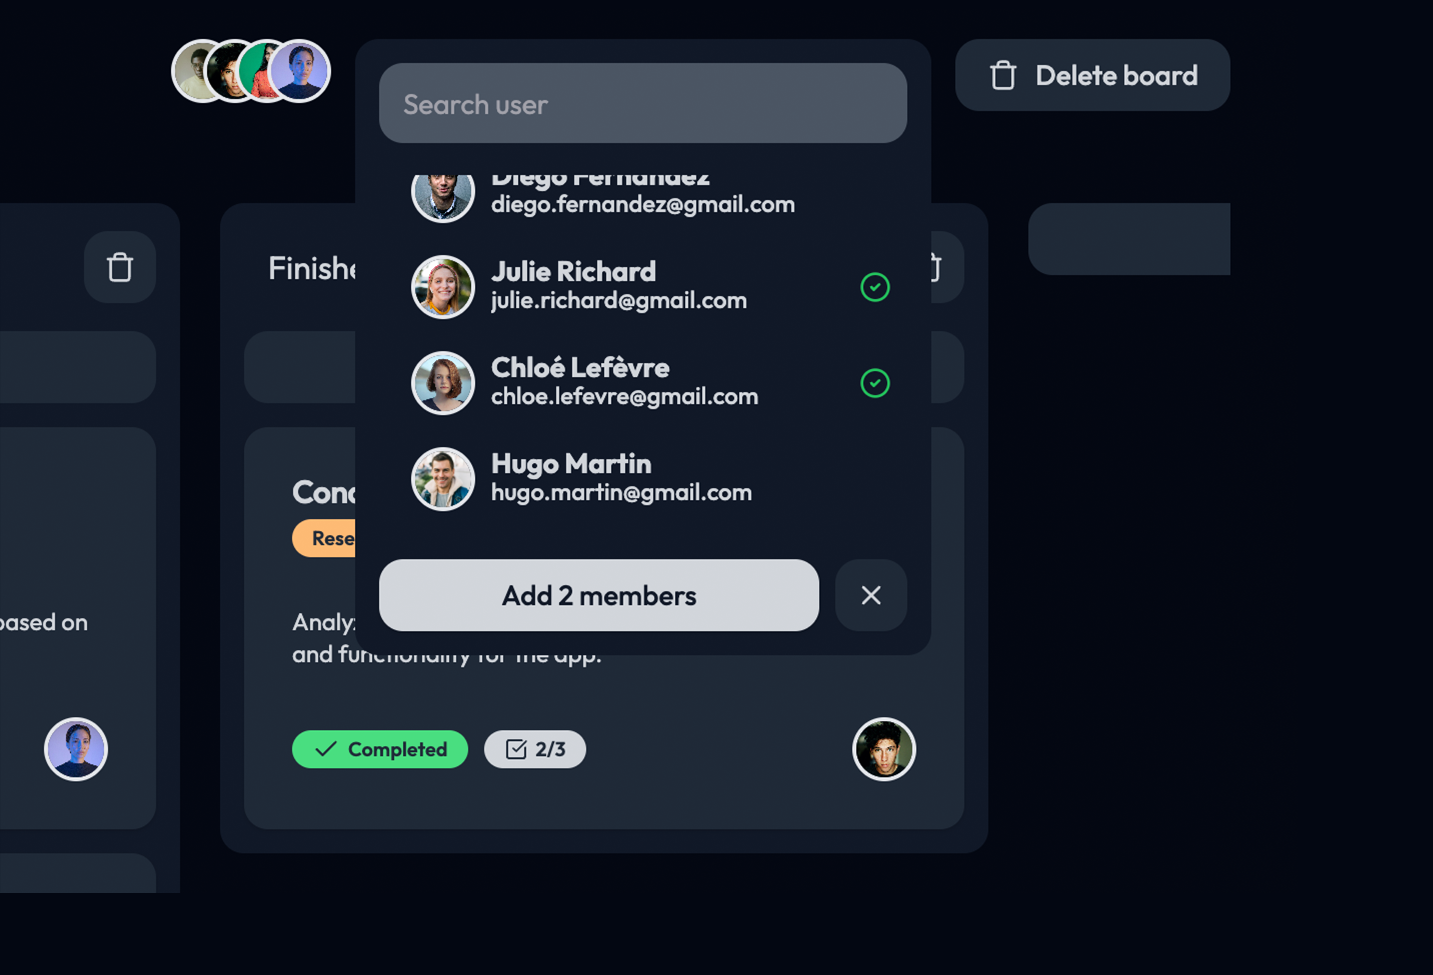 Search user
Delete board
Diego Fernandez
diego.fernandez@gmail.com
Julie Richard
julie.richard@gmail.com
Chloé Lefèvre
chloe.lefevre@gmail.com
Hugo Martin
hugo.martin@gmail.com
Add 2 members
based on
Finishe
Conc
Rese
Analy
and functionality for the app.
Completed
2/3